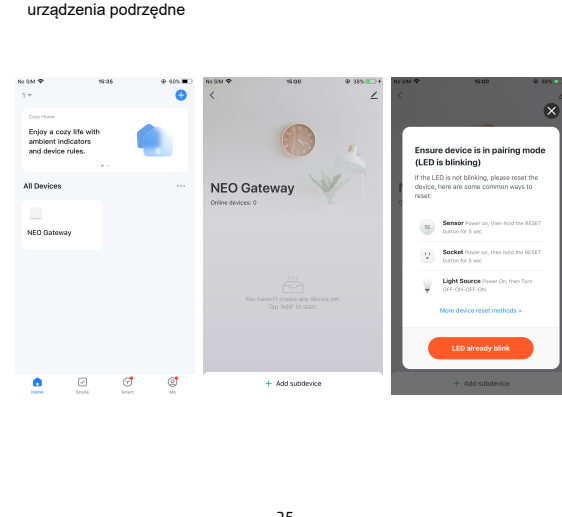 urządzenia podrzędne
No SIM 15:35 60%
1
Cozy Home
Enjoy a cozy life with
ambient indicators
and device rules.
All Devices
NEO Gateway
Home Scene Smart Me
No SIM 15:00 38%
NEO Gateway
Online devices: 0
You haven't create any device yet.
Tap 'Add' to start.
+ Add subdevice
No SIM 15:00 38%
Ensure device is in pairing mode
(LED is blinking)
If the LED is not blinking, please reset the
device, here are some common ways to
reset:
Sensor Power on, then hold the RESET
button for 5 sec
Socket Power on, then hold the RESET
button for 5 sec
Light Source Power On, then Turn
OFF-ON-OFF-ON
More device reset methods >
LED already blink
+ Add subdevice